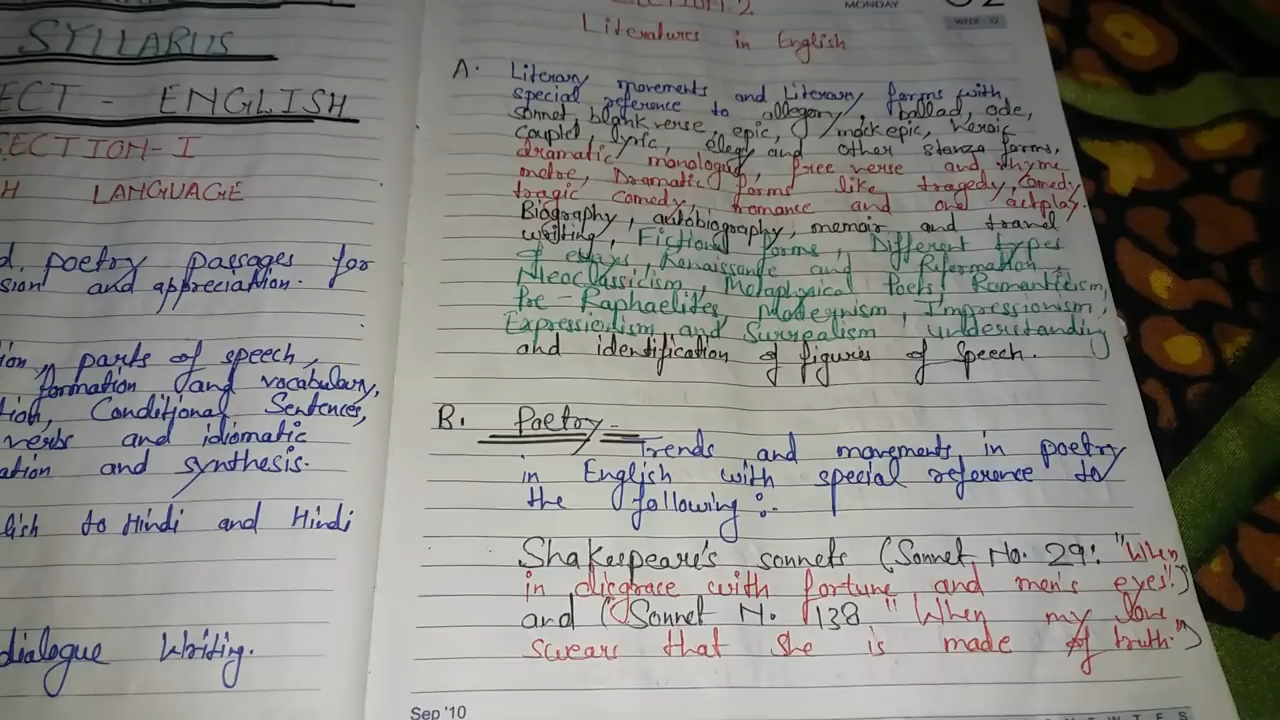 SYLLARUS
ECT - ENGLISH
ECTION-I
H LANGUAGE
d. poetry passages for
sion and appreciation.
ion, parts of speech,
formation and vocabulary,
tion, Conditional Sentences,
verbs and idiomatic
ation and synthesis.
lish to Hindi and Hindi
dialogue Writing.
MONDAY
WEEK
Literatures in English
A. Literary movements and Literary forms with
special reference to allegory, ballad, ode,
sonnet, blank verse, epic, mock epic, heroic
couplet, lyric, elegy and other stanza forms,
dramatic monologue, free verse and rhyme
metre, Dramatic forms like tragedy, Comedy
tragic comedy, romance and one actplay.
Biography, autobiography, memoir and travel
writing, Fictional forms, Different types
of essays, Renaissance and Riformation,
Neoclassicism, Metaphysical Poets, Romanticism,
Pre-Raphaelites, Modernism, Impressionism,
Expressionism and Surrealism, understanding
and identification of figures of Speech.
B. Poetry-
Trends and movements in poetry
in English with special reference to
the following :-
Shakespeare's sonnets (Sonnet No. 29: "When
in disgrace with fortune and men's eyes")
and (Sonnet No. 138 "When my love
swears that she is made of truth")
Sep '10